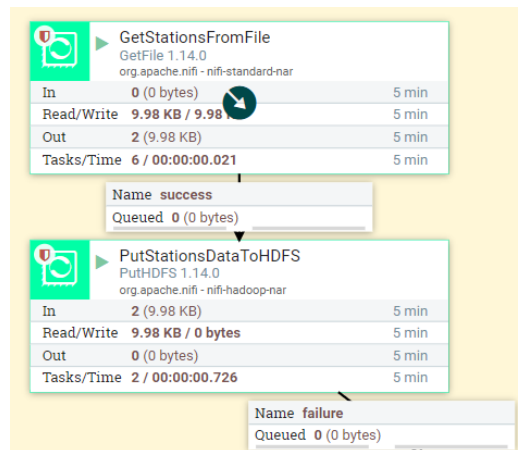 GetStationsFromFile
GetFile 1.14.0
org.apache.nifi - nifi-standard-nar
In 0 (0 bytes) 5 min
Read/Write 9.98 KB / 9.98 5 min
Out 2 (9.98 KB) 5 min
Tasks/Time 6 / 00:00:00.021 5 min
Name success
Queued 0 (0 bytes)
PutStationsDataToHDFS
PutHDFS 1.14.0
org.apache.nifi - nifi-hadoop-nar
In 2 (9.98 KB) 5 min
Read/Write 9.98 KB / 0 bytes 5 min
Out 0 (0 bytes) 5 min
Tasks/Time 2 / 00:00:00.726 5 min
Name failure
Queued 0 (0 bytes)